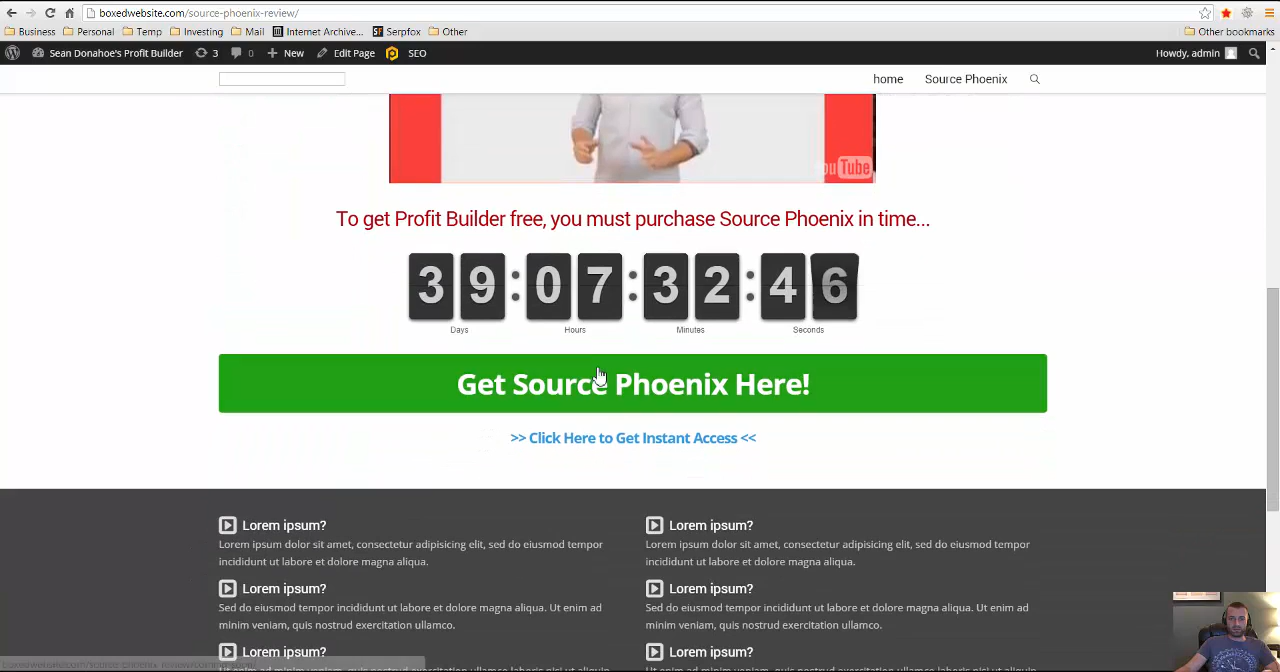 boxedwebsite.com/source-phoenix-review/
Business Personal Temp Investing Mail Internet Archive... Serpfox Other Other bookmarks
Sean Donahoe's Profit Builder 3 0 New Edit Page SEO Howdy, admin
home Source Phoenix
YouTube
To get Profit Builder free, you must purchase Source Phoenix in time...
39:07:32:46
Days Hours Minutes Seconds
Get Source Phoenix Here!
>> Click Here to Get Instant Access <<
Lorem ipsum?
Lorem ipsum dolor sit amet, consectetur adipisicing elit, sed do eiusmod tempor
incididunt ut labore et dolore magna aliqua.
Lorem ipsum?
Sed do eiusmod tempor incididunt ut labore et dolore magna aliqua. Ut enim ad
minim veniam, quis nostrud exercitation ullamco.
Lorem ipsum?
Lorem ipsum?
Lorem ipsum dolor sit amet, consectetur adipisicing elit, sed do eiusmod tempor
incididunt ut labore et dolore magna aliqua.
Lorem ipsum?
Sed do eiusmod tempor incididunt ut labore et dolore magna aliqua. Ut enim ad
minim veniam, quis nostrud exercitation ullamco.
Lorem ipsum?